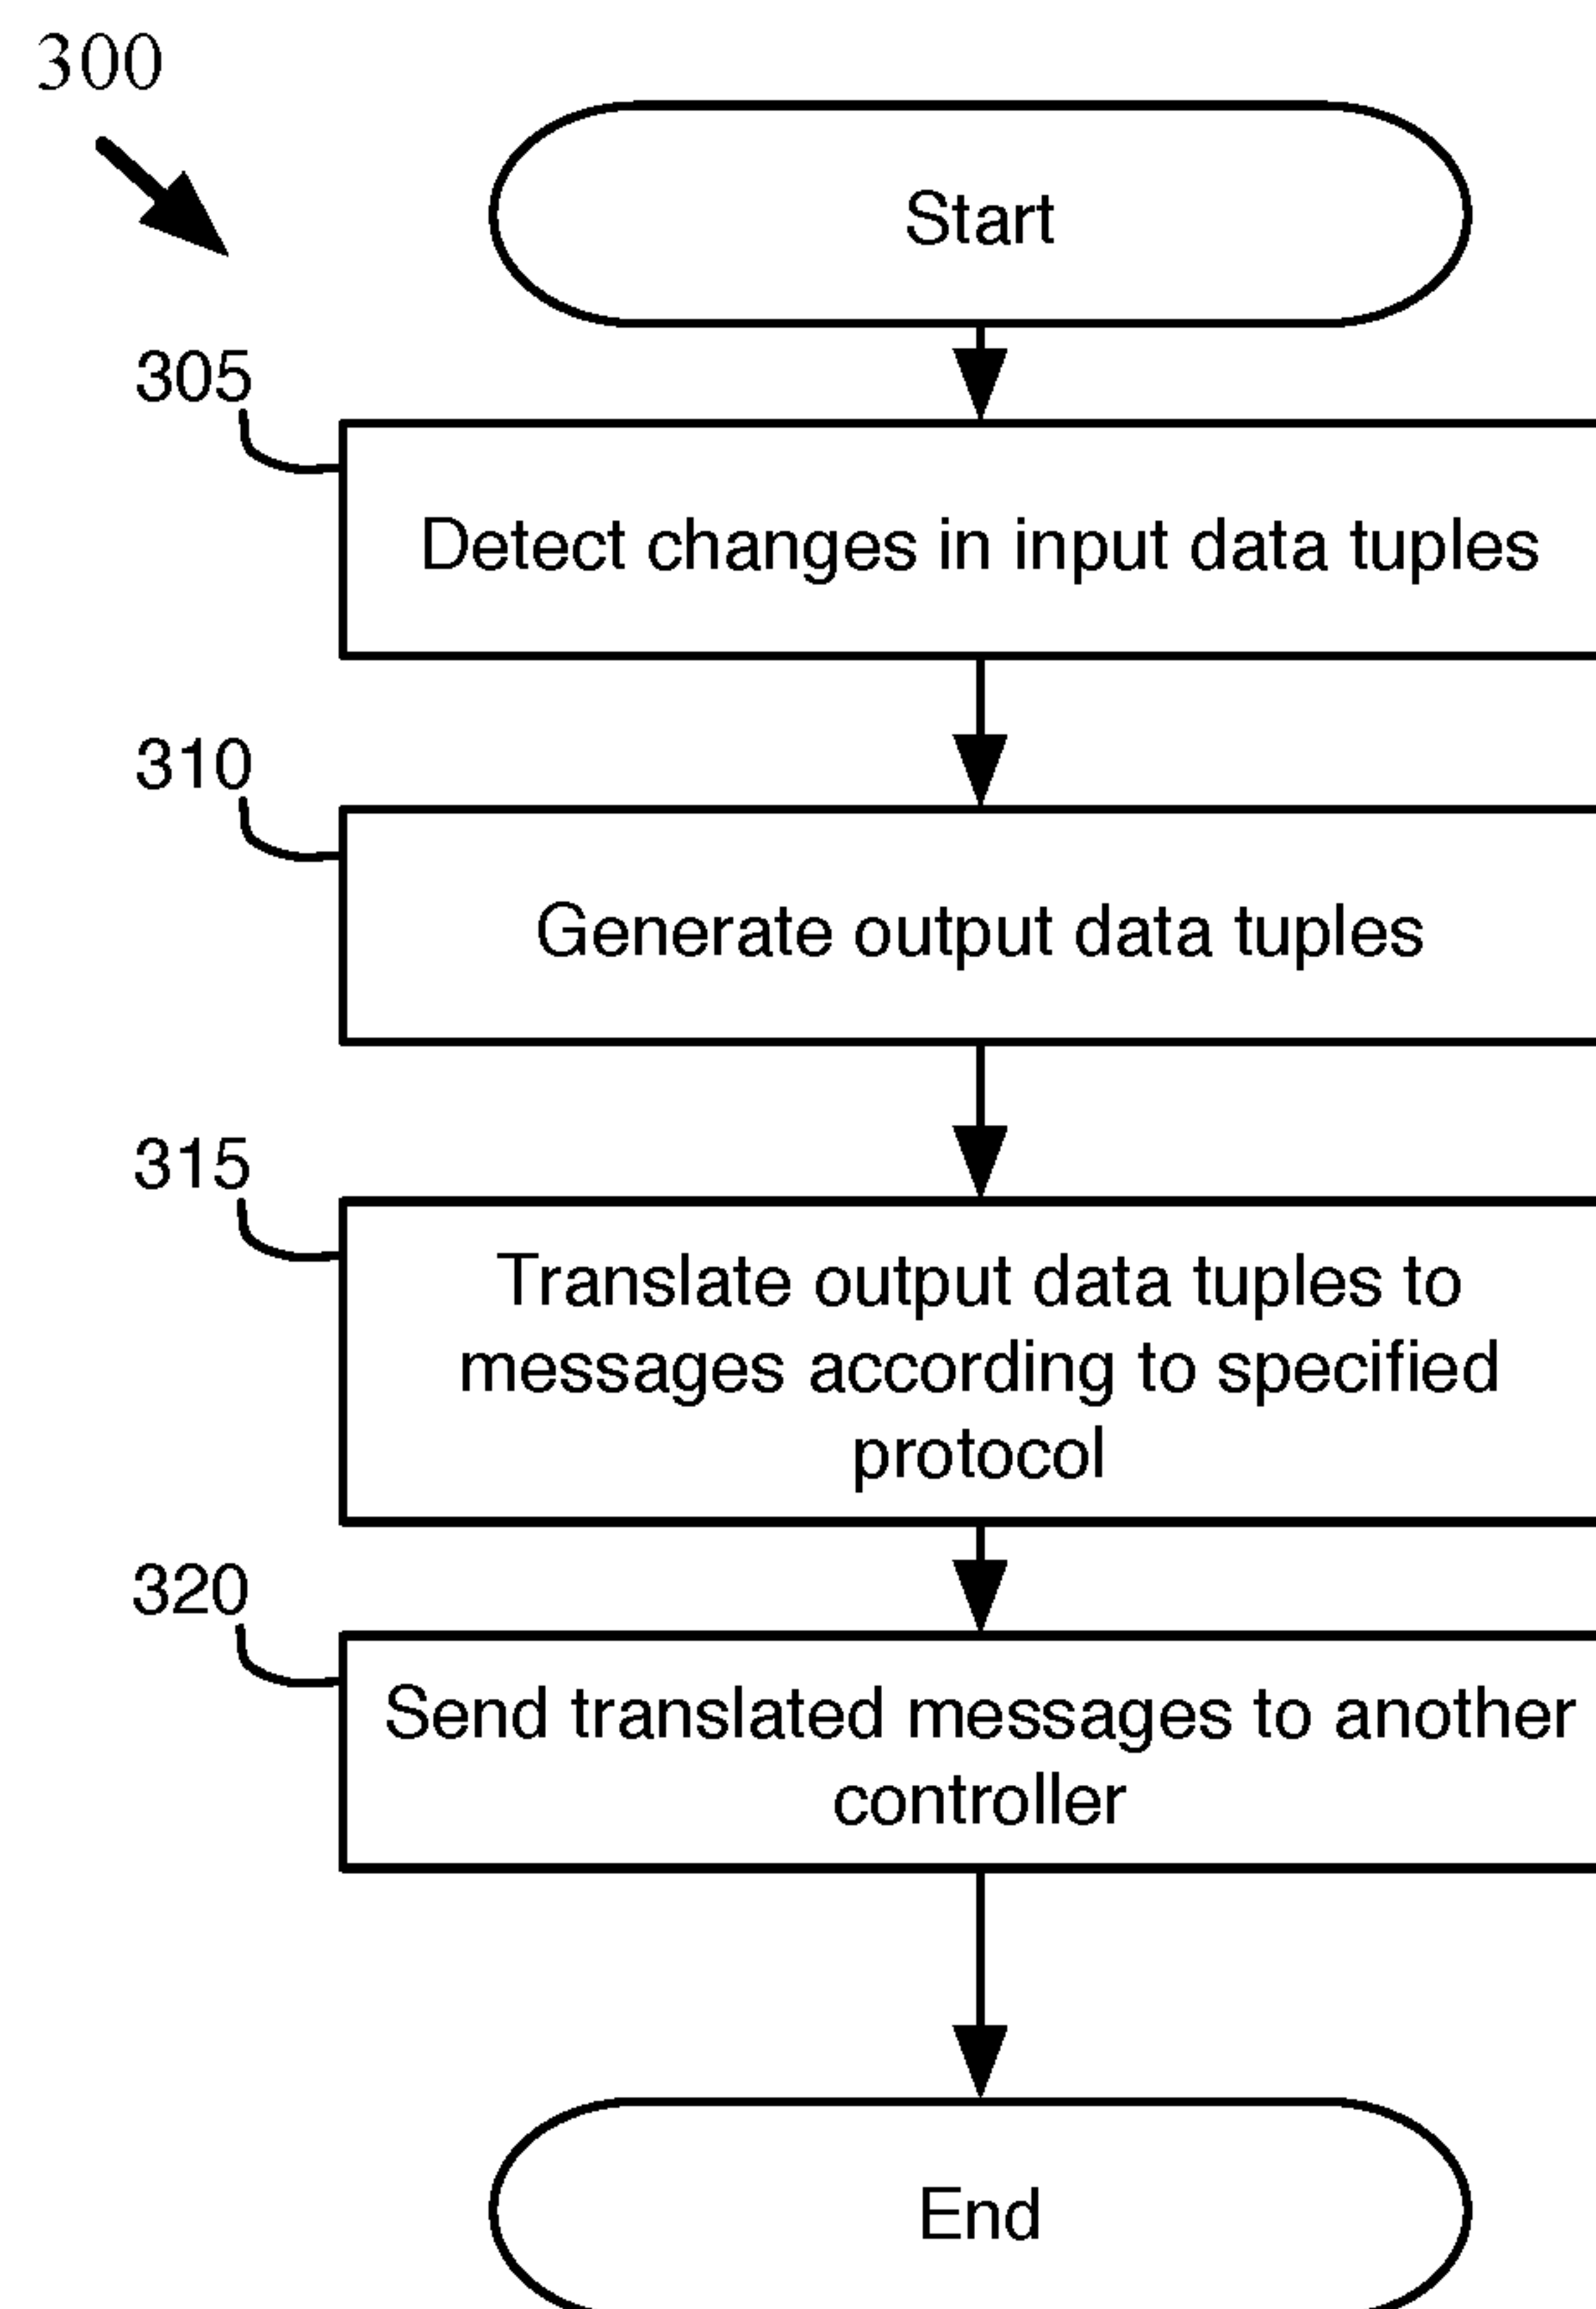 300
Start
305
Detect changes in input data tuples
310
Generate output data tuples
315
Translate output data tuples to
messages according to specified
protocol
320
Send translated messages to another
controller
End